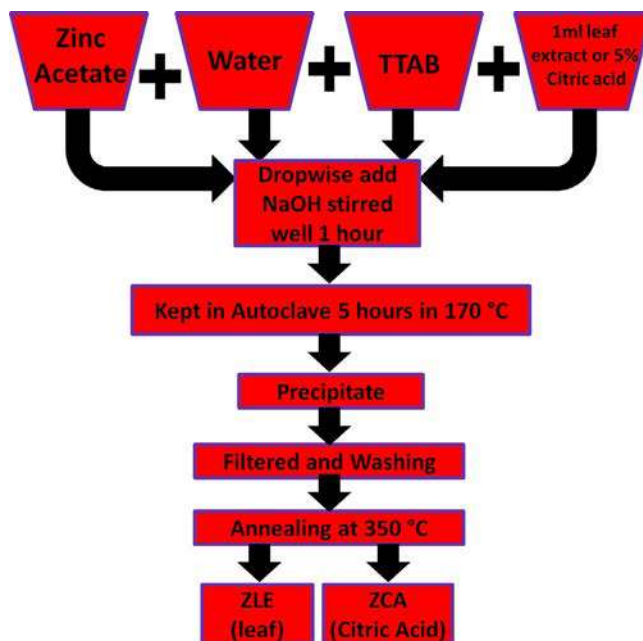 Zinc
Acetate
+
Water
+
TTAB
+
1ml leaf
extract or 5%
Citric acid
Dropwise add
NaOH stirred
well 1 hour
Kept in Autoclave 5 hours in 170 °C
Precipitate
Filtered and Washing
Annealing at 350 °C
ZLE
(leaf)
ZCA
(Citric Acid)